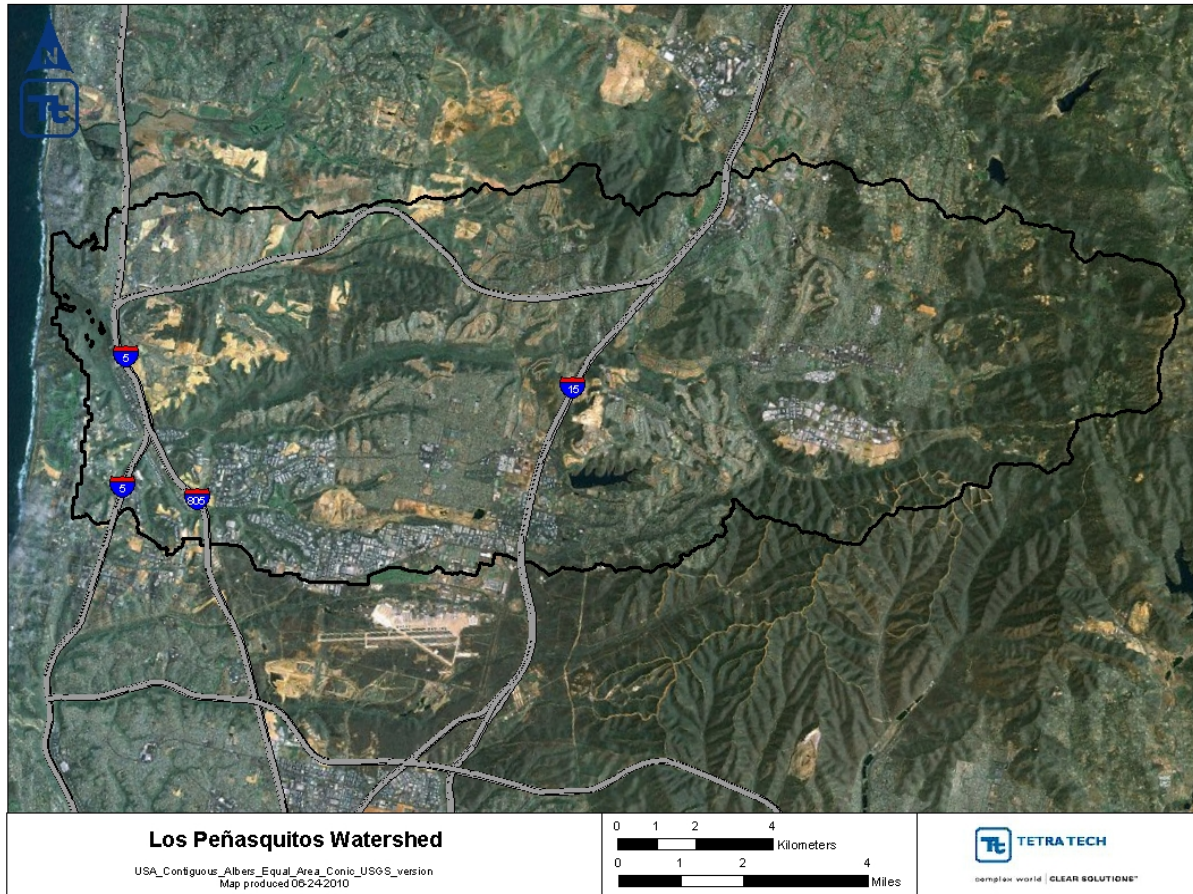 N
Tt
5
15
5
805
Los Peñasquitos Watershed
USA_Contiguous_Albers_Equal_Area_Conic_USGS_version
Map produced 06-24-2010
0 1 2 4
Kilometers
0 1 2 4
Miles
Tt TETRA TECH
complex world | CLEAR SOLUTIONS™